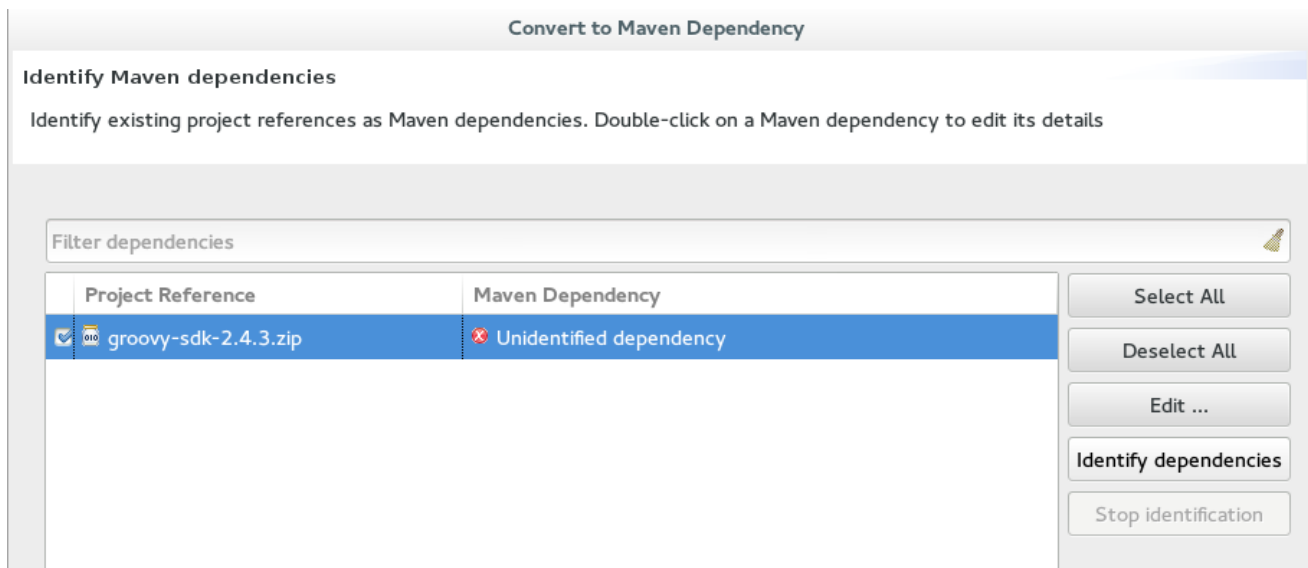 Convert to Maven Dependency
Identify Maven dependencies
Identify existing project references as Maven dependencies. Double-click on a Maven dependency to edit its details
Filter dependencies
Project Reference Maven Dependency Select All
groovy-sdk-2.4.3.zip Unidentified dependency
Deselect All
Edit ...
Identify dependencies
Stop identification